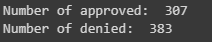 Number of approved:  307
Number of denied:  383